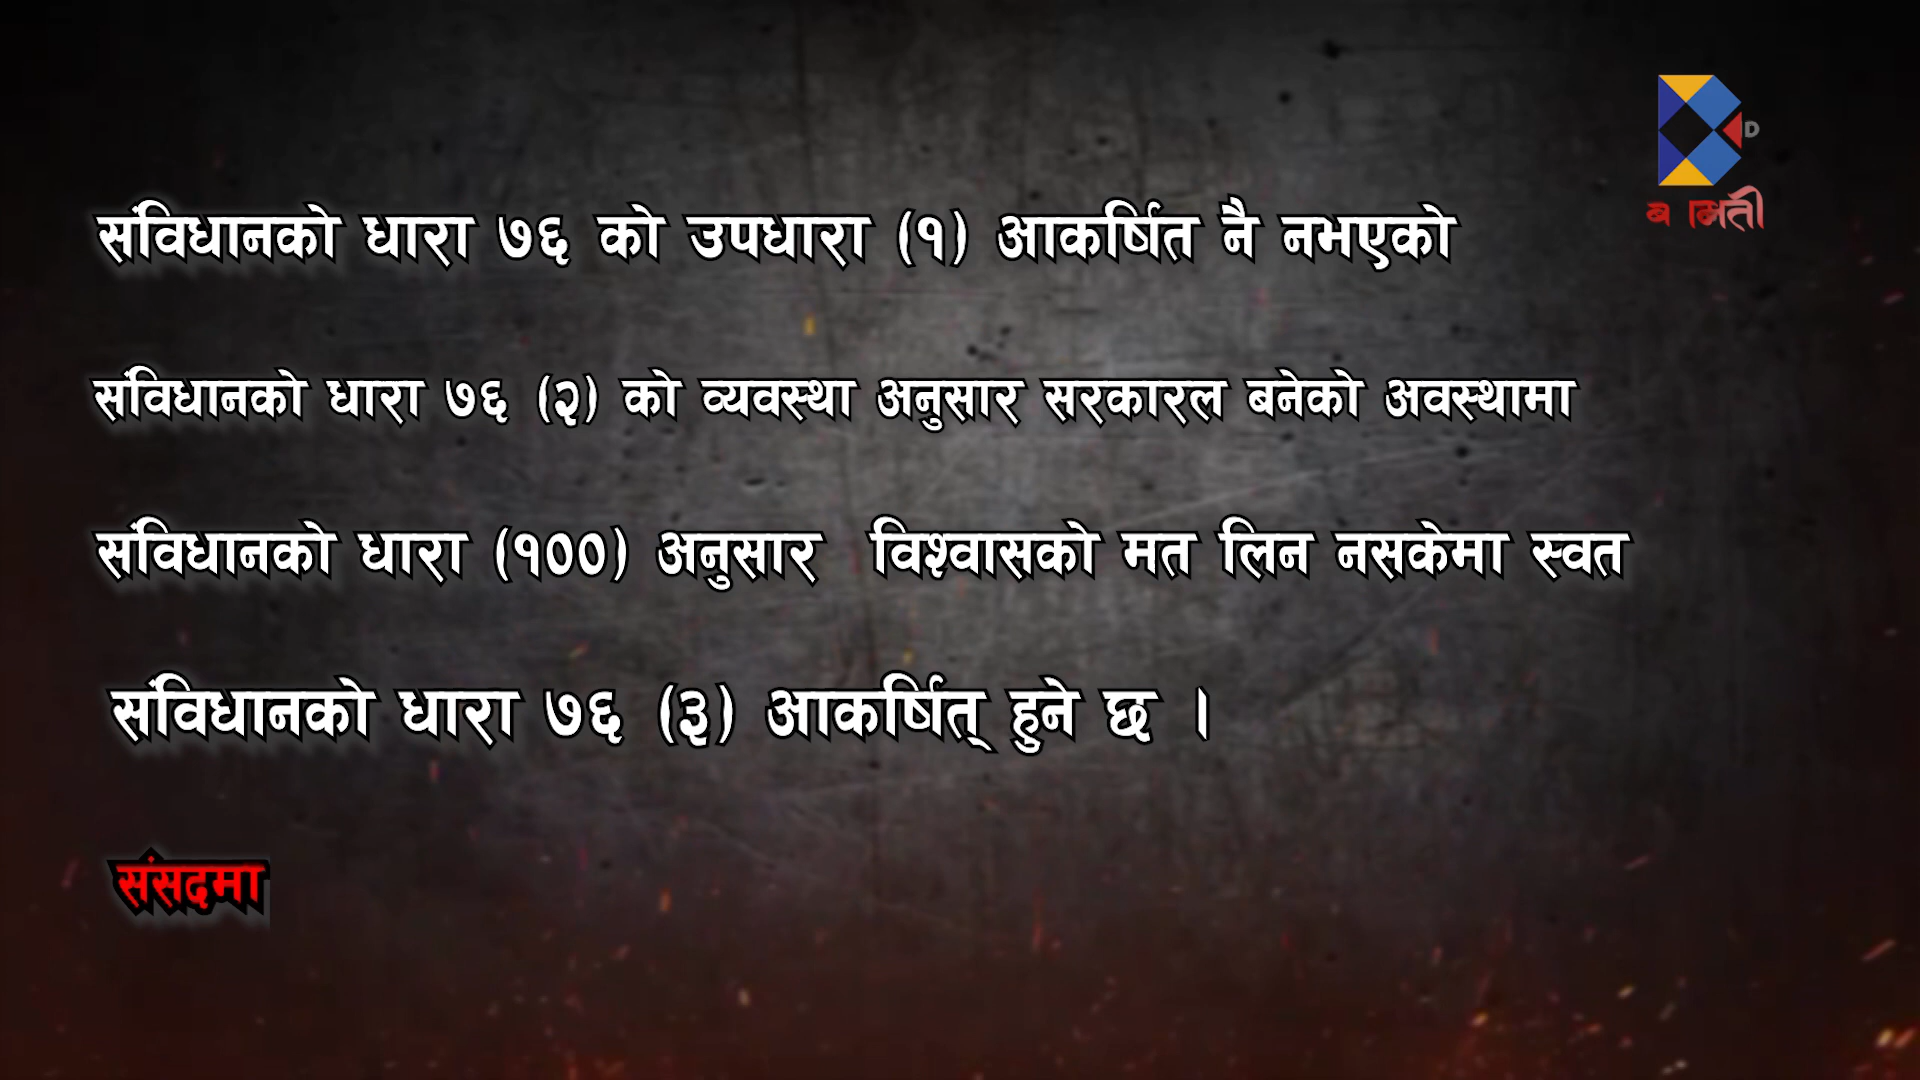 संविधानको धारा ७६ को उपधारा (१) आकर्षित नै नभएको
संविधानको धारा ७६ (२) को व्यवस्था अनुसार सरकारल बनेको अवस्थामा
संविधानको धारा (१००) अनुसार विश्वासको मत लिन नसकेमा स्वत
संविधानको धारा ७६ (३) आकर्षित् हुने छ ।
संसदमा
D